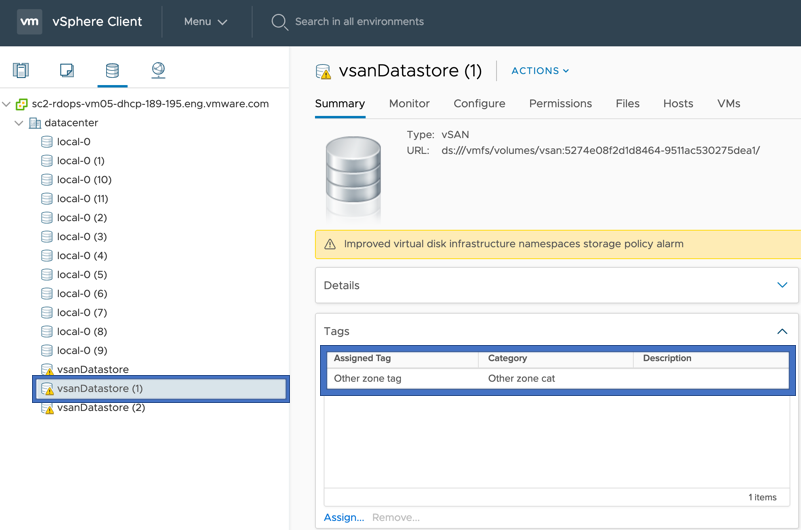 vm vSphere Client Menu Search in all environments
sc2-rdops-vm05-dhcp-189-195.eng.vmware.com
datacenter
local-0
local-0 (1)
local-0 (10)
local-0 (11)
local-0 (2)
local-0 (3)
local-0 (4)
local-0 (5)
local-0 (6)
local-0 (7)
local-0 (8)
local-0 (9)
vsanDatastore
vsanDatastore (1)
vsanDatastore (2)
vsanDatastore (1) ACTIONS
Summary Monitor Configure Permissions Files Hosts VMs
Type: vSAN
URL: ds:///vmfs/volumes/vsan:5274e08f2d1d8464-9511ac530275dea1/
Improved virtual disk infrastructure namespaces storage policy alarm
Details
Tags
Assigned Tag Category Description
Other zone tag Other zone cat
1 items
Assign... Remove...